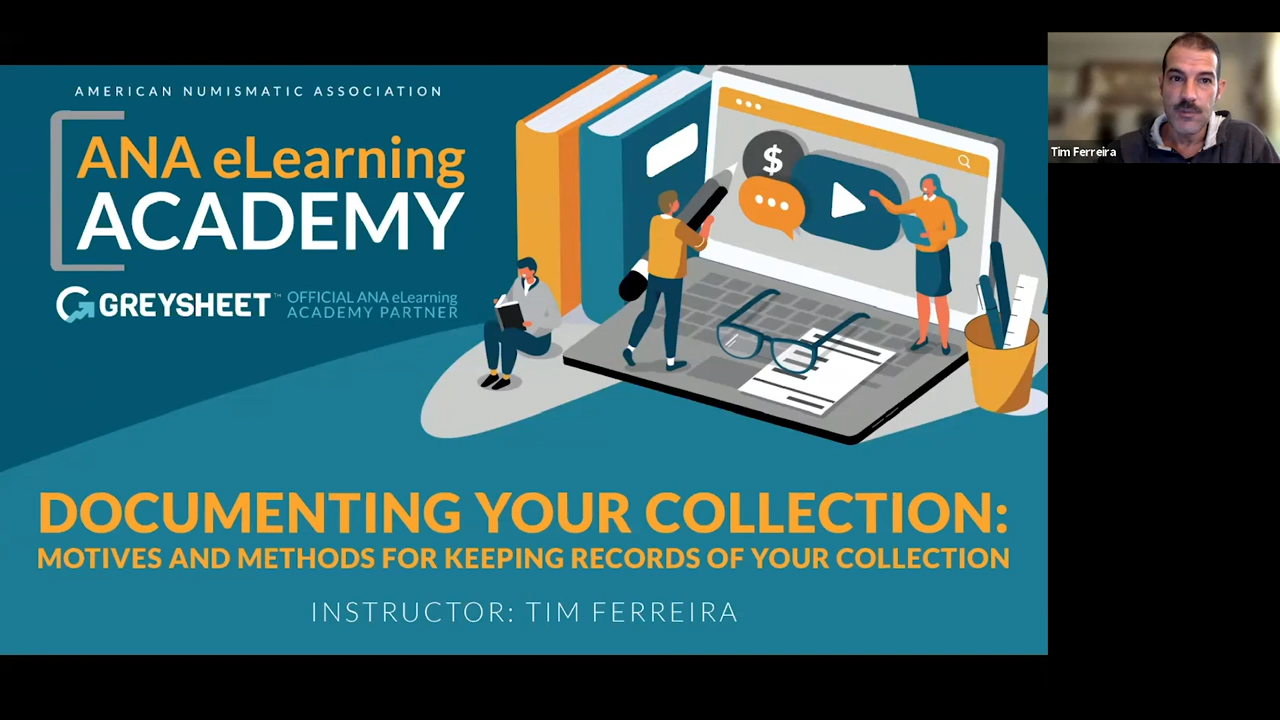 AMERICAN NUMISMATIC ASSOCIATION
ANA eLearning
ACADEMY
GREYSHEET™ OFFICIAL ANA eLearning
ACADEMY PARTNER
$
DOCUMENTING YOUR COLLECTION:
MOTIVES AND METHODS FOR KEEPING RECORDS OF YOUR COLLECTION
INSTRUCTOR: TIM FERREIRA
Tim Ferreira